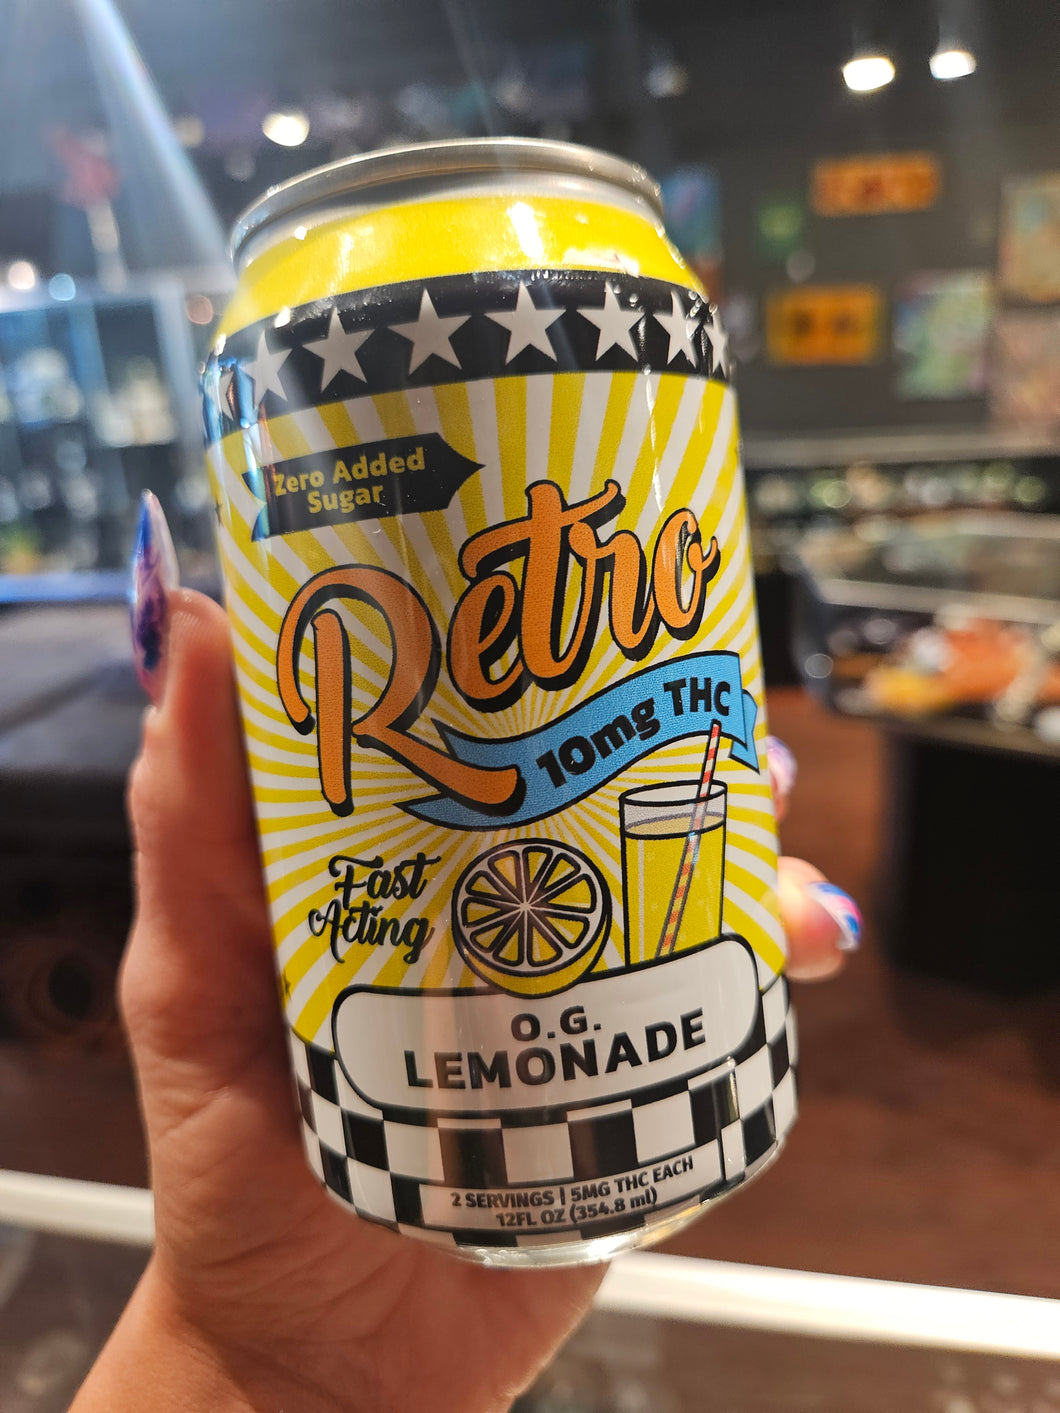 Zero Added
Sugar
Retro
10mg THC
Fast
Acting
O.G.
LEMONADE
2 SERVINGS | 5MG THC EACH
12FL OZ (354.8 ml)